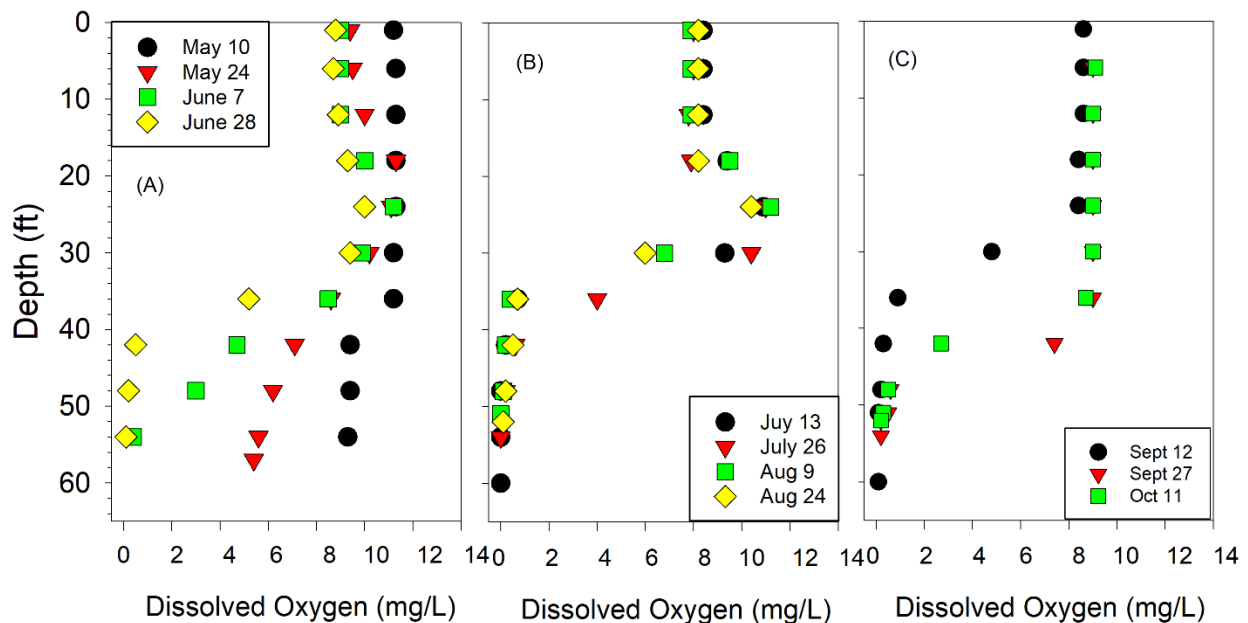 0
10
20
30
40
50
60
Depth (ft)
May 10
May 24
June 7
June 28
(A)
0 2 4 6 8 10 12 14
Dissolved Oxygen (mg/L)
(B)
Juy 13
July 26
Aug 9
Aug 24
0 2 4 6 8 10 12 14
Dissolved Oxygen (mg/L)
(C)
Sept 12
Sept 27
Oct 11
0 2 4 6 8 10 12 14
Dissolved Oxygen (mg/L)